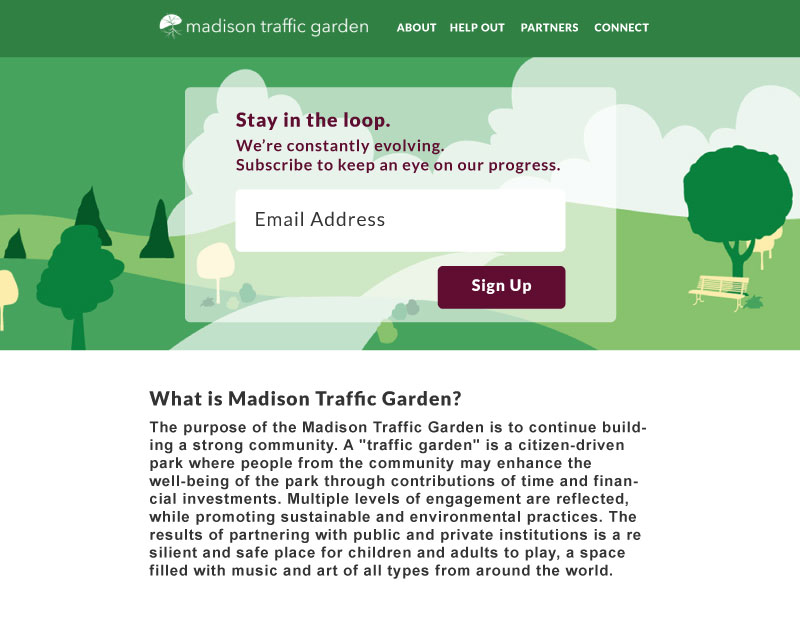 madison traffic garden ABOUT HELP OUT PARTNERS CONNECT
Stay in the loop.
We're constantly evolving.
Subscribe to keep an eye on our progress.
Email Address
Sign Up
What is Madison Traffic Garden?
The purpose of the Madison Traffic Garden is to continue build-
ing a strong community. A "traffic garden" is a citizen-driven
park where people from the community may enhance the
well-being of the park through contributions of time and finan-
cial investments. Multiple levels of engagement are reflected,
while promoting sustainable and environmental practices. The
results of partnering with public and private institutions is a re
silient and safe place for children and adults to play, a space
filled with music and art of all types from around the world.